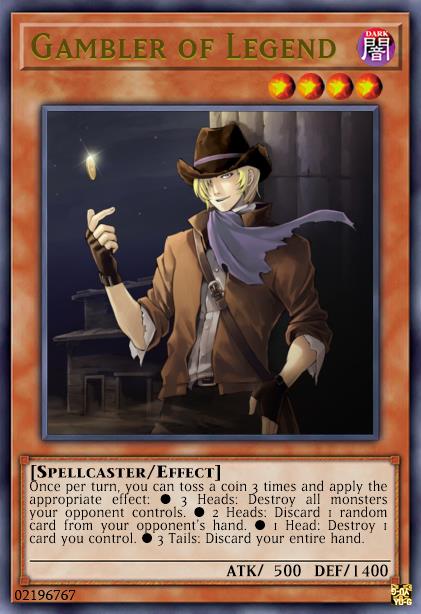 Gambler of Legend
DARK
闇
[Spellcaster/Effect]
Once per turn, you can toss a coin 3 times and apply the
appropriate effect: ● 3 Heads: Destroy all monsters
your opponent controls. ● 2 Heads: Discard 1 random
card from your opponent's hand. ● 1 Head: Destroy 1
card you control. ● 3 Tails: Discard your entire hand.
ATK/ 500 DEF/1400
02196767